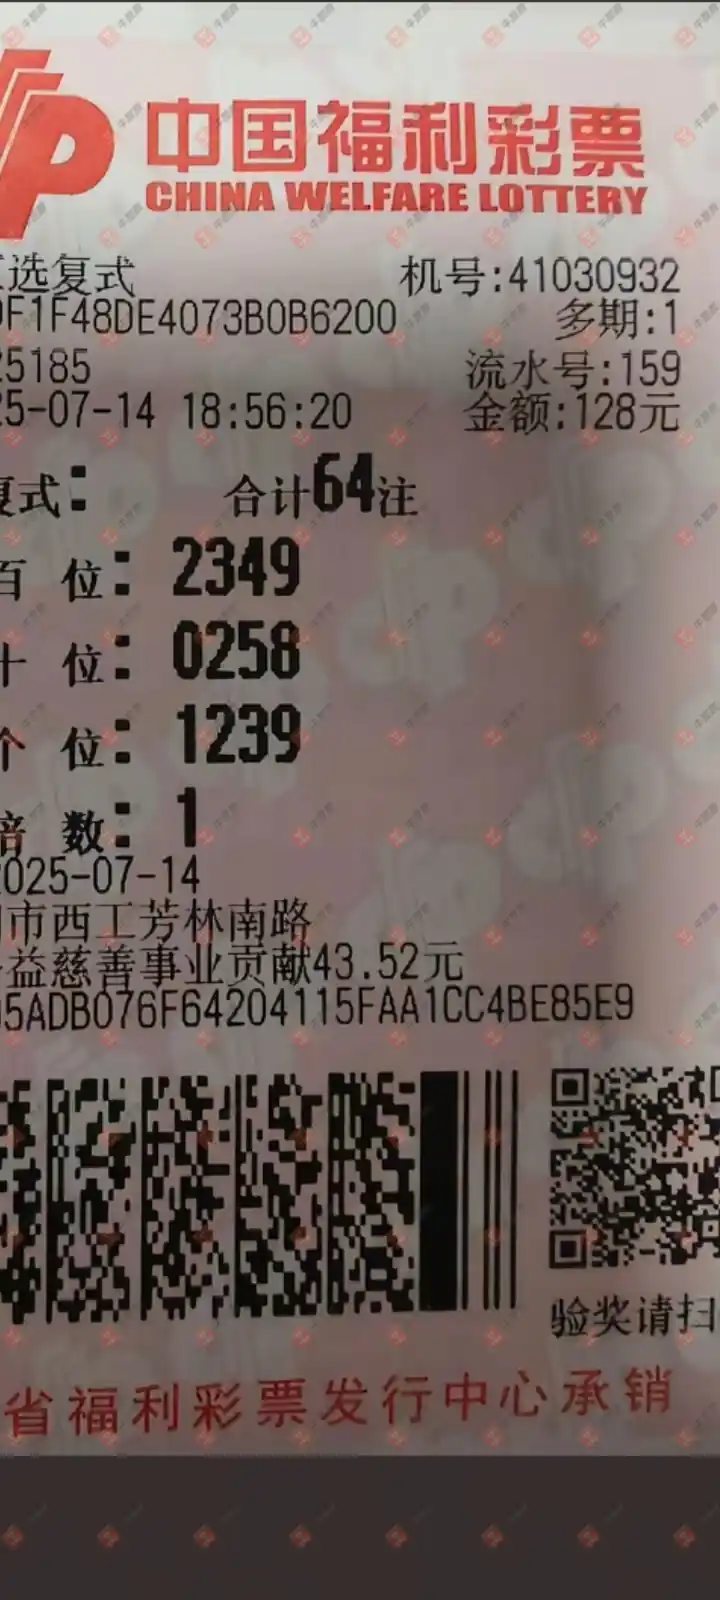 中国福利彩票
CHINA WELFARE LOTTERY
选复式 机号:41030932
F1F48DE4073B0B6200 多期:1
25185 流水号:159
25-07-14 18:56:20 金额:128元
复式: 合计64注
百 位: 2349
十 位: 0258
个 位: 1239
倍 数: 1
2025-07-14
市西工芳林南路
益慈善事业贡献43.52元
5ADB076F64204115FAA1CC4BE85E9
验奖请扫
省福利彩票发行中心承销